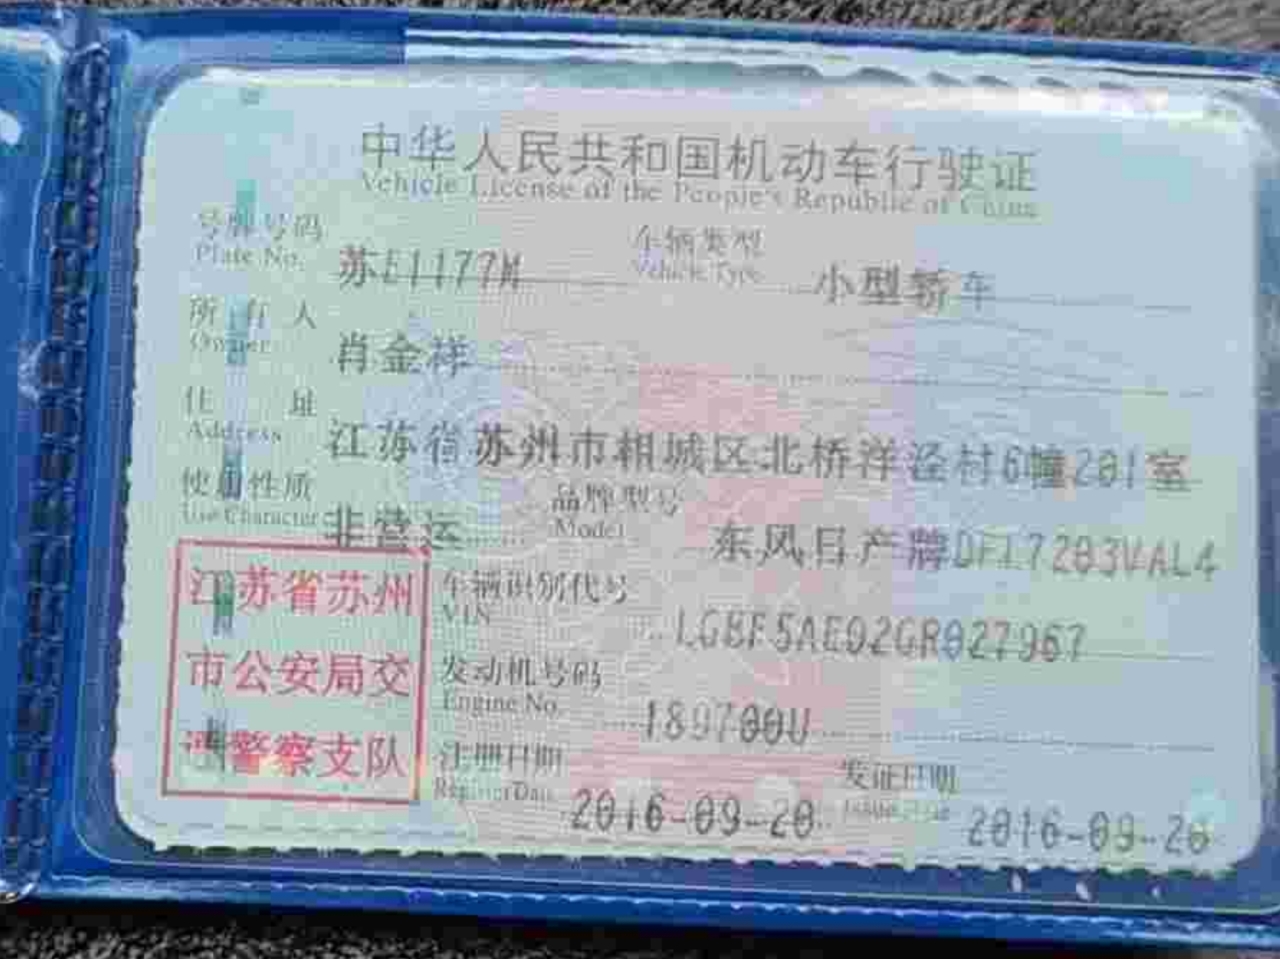 中华人民共和国机动车行驶证
Vehicle License of the People's Republic of China
号牌号码 苏E1177M 车辆类型 小型轿车
Plate No. Vehicle Type
所有人 肖金祥
Owner
住址 江苏省苏州市相城区北桥洋泾村6幢201室
Address
使用性质 非营运 品牌型号 东风日产牌DFL7203VAL4
Use Character Model
车辆识别代号 LGBF5AE02GR027967
VIN
发动机号码 189700U
Engine No.
注册日期 2016-09-20 发证日期 2016-09-20
Register Date Issue Date
江苏省苏州
市公安局交
通警察支队